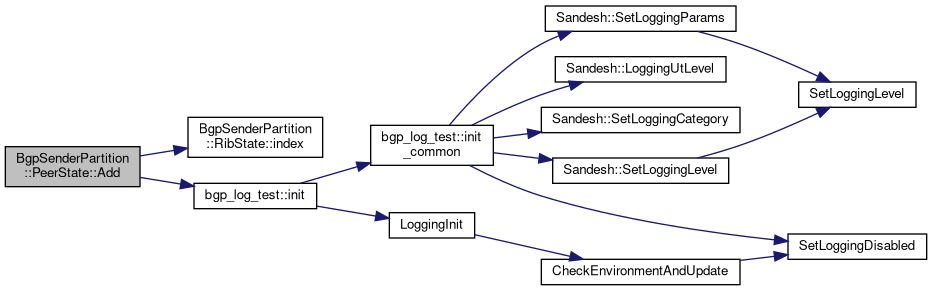 BgpSenderPartition
::PeerState::Add
BgpSenderPartition
::RibState::index
bgp_log_test::init
bgp_log_test::init
_common
LoggingInit
Sandesh::SetLoggingParams
Sandesh::LoggingUtLevel
Sandesh::SetLoggingCategory
Sandesh::SetLoggingLevel
CheckEnvironmentAndUpdate
SetLoggingLevel
SetLoggingDisabled